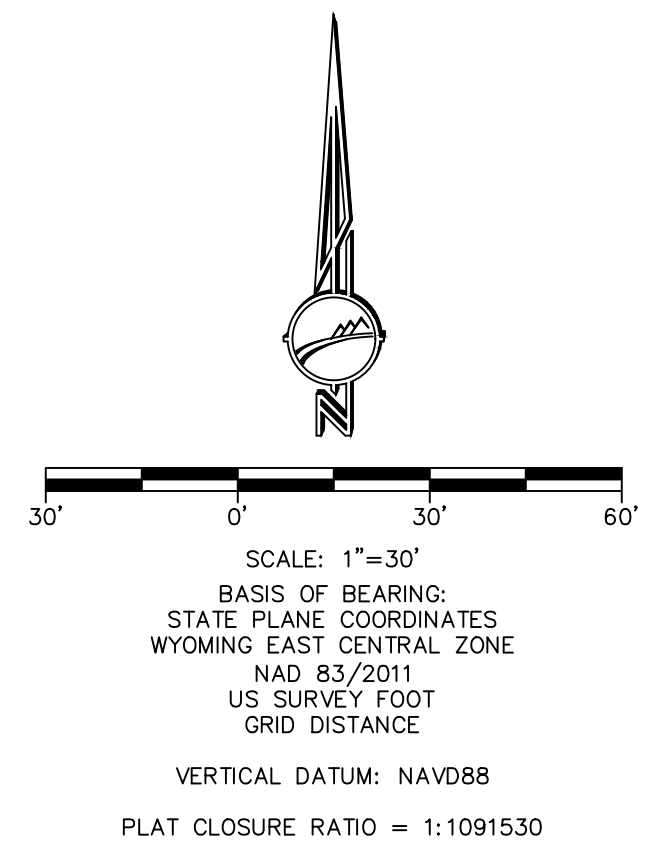 N
30' 0' 30' 60'
SCALE: 1"=30'
BASIS OF BEARING:
STATE PLANE COORDINATES
WYOMING EAST CENTRAL ZONE
NAD 83/2011
US SURVEY FOOT
GRID DISTANCE
VERTICAL DATUM: NAVD88
PLAT CLOSURE RATIO = 1:1091530